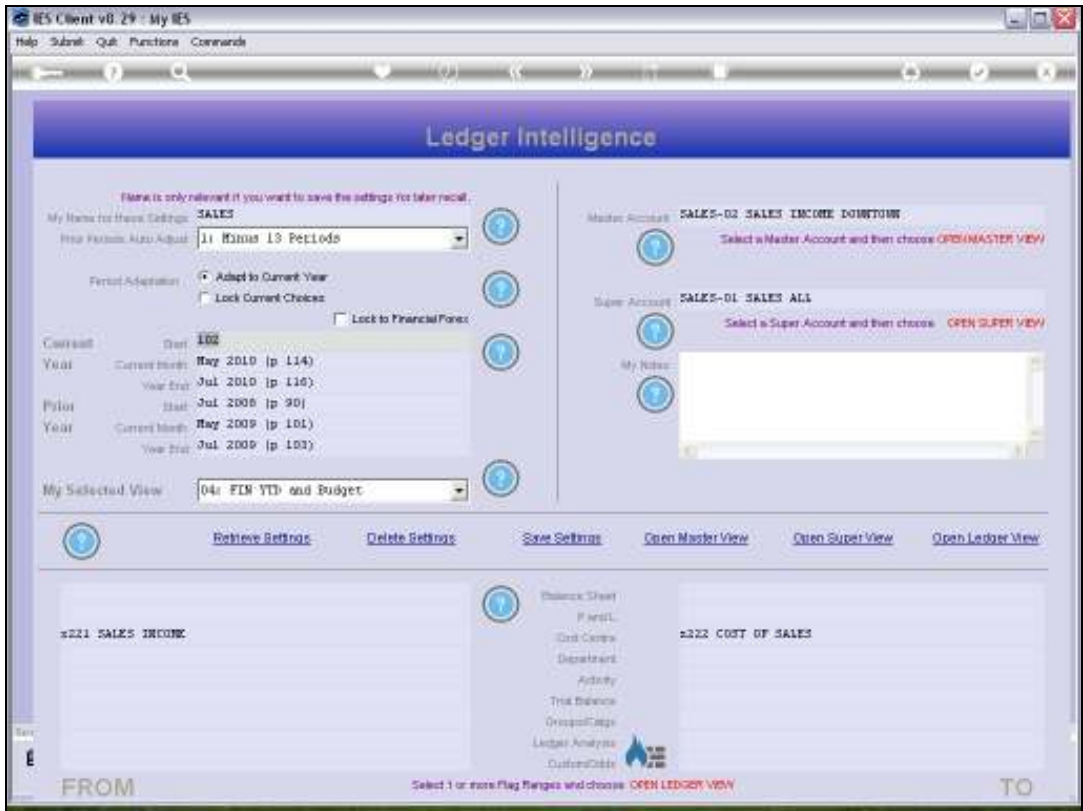 IES Client v8.29 : My IES
Help Submit Quit Functions Commands
Ledger Intelligence
Name is only relevant if you want to save the settings for later recall.
My Name for these Settings SALES
Prior Periods Auto Adjust 1: Minus 13 Periods
Period Adaptation Adapt to Current Year
Lock Current Choices
Lock to Financial Forex
Current Start 102
Year Current Month May 2010 (p 114)
Year End Jul 2010 (p 116)
Prior Start Jul 2008 (p 90)
Year Current Month May 2009 (p 101)
Year End Jul 2009 (p 103)
My Selected View 04: FIN YTD and Budget
Master Account SALES-02 SALES INCOME DOWNTOWN
Select a Master Account and then choose OPEN MASTER VIEW
Super Account SALES-01 SALES ALL
Select a Super Account and then choose OPEN SUPER VIEW
My Notes
Retrieve Settings Delete Settings Save Settings Open Master View Open Super View Open Ledger View
Balance Sheet
P and L
z221 SALES INCOME Cost Centre z222 COST OF SALES
Department
Activity
Trial Balance
Groups/Catgs
Ledger Analysis
Custom/Odds
FROM Select 1 or more Flag Ranges and choose OPEN LEDGER VIEW TO